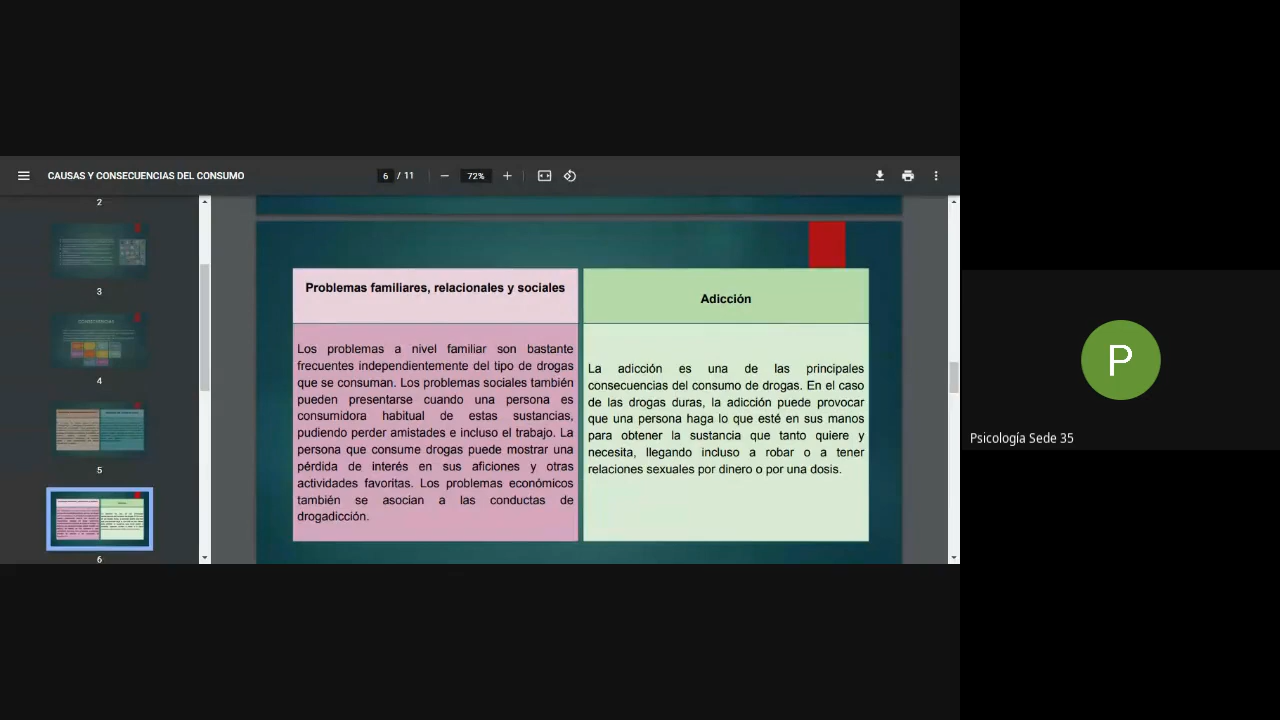 CAUSAS Y CONSECUENCIAS DEL CONSUMO
6 / 11
72%
2
3
4
5
6
Problemas familiares, relacionales y sociales
Los problemas a nivel familiar son bastante
frecuentes independientemente del tipo de drogas
que se consuman. Los problemas sociales también
pueden presentarse cuando una persona es
consumidora habitual de estas sustancias,
pudiendo perder amistades e incluso el trabajo. La
persona que consume drogas puede mostrar una
pérdida de interés en sus aficiones y otras
actividades favoritas. Los problemas económicos
también se asocian a las conductas de
drogadicción.
Adicción
La adicción es una de las principales
consecuencias del consumo de drogas. En el caso
de las drogas duras, la adicción puede provocar
que una persona haga lo que esté en sus manos
para obtener la sustancia que tanto quiere y
necesita, llegando incluso a robar o a tener
relaciones sexuales por dinero o por una dosis.
P
Psicología Sede 35